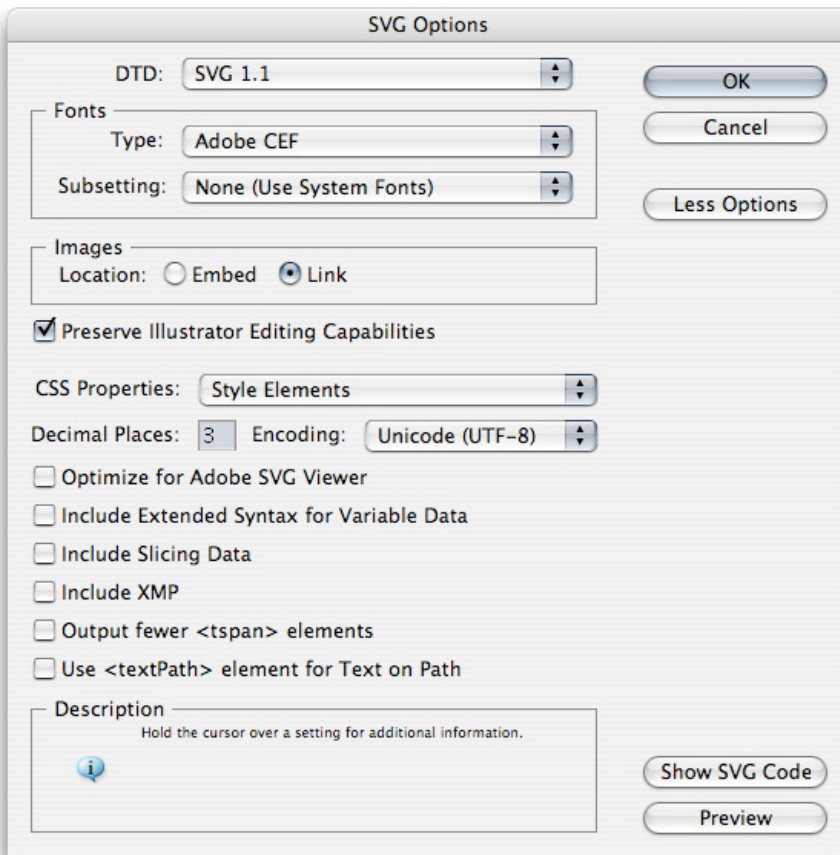 SVG Options
DTD: SVG 1.1
OK
Fonts
Cancel
Type: Adobe CEF
Subsetting: None (Use System Fonts)
Less Options
Images
Location: Embed Link
Preserve Illustrator Editing Capabilities
CSS Properties: Style Elements
Decimal Places: 3 Encoding: Unicode (UTF-8)
Optimize for Adobe SVG Viewer
Include Extended Syntax for Variable Data
Include Slicing Data
Include XMP
Output fewer <tspan> elements
Use <textPath> element for Text on Path
Description
Hold the cursor over a setting for additional information.
Show SVG Code
Preview